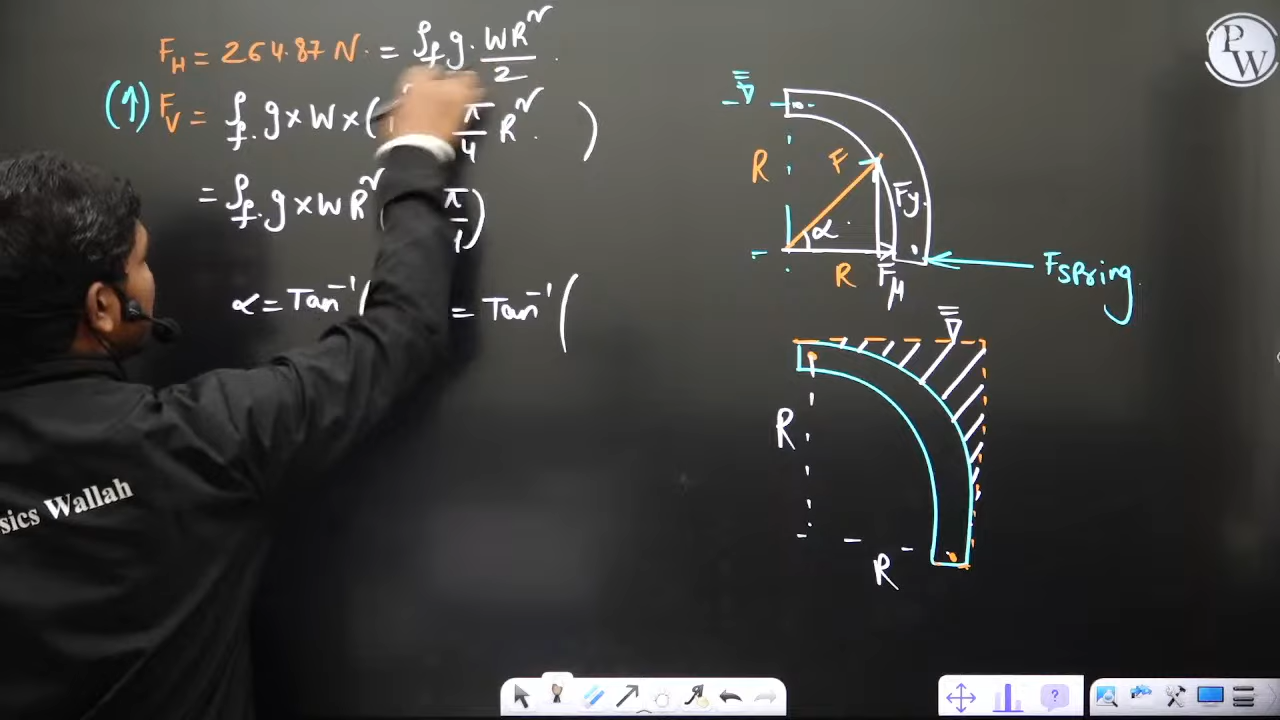 F_H = 264.87 N. = ρ_f g. WR²/2.
(↑) F_V = ρ_f. g × W × ( π/4 R². )
= ρ_f. g × W R² π/1 )
α = Tan⁻¹( = Tan⁻¹(
R
F
F_y.
α
R
F_H
Fspring
R
R
sics Wallah
PW